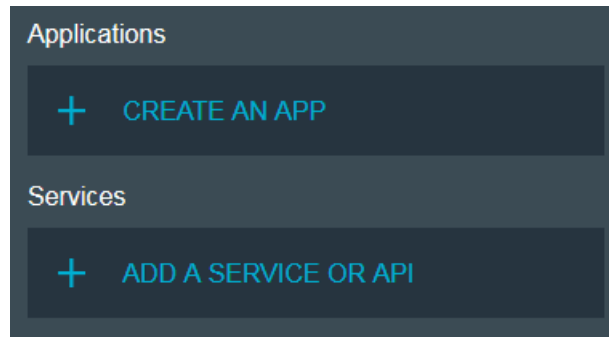 Applications
+ CREATE AN APP
Services
+ ADD A SERVICE OR API